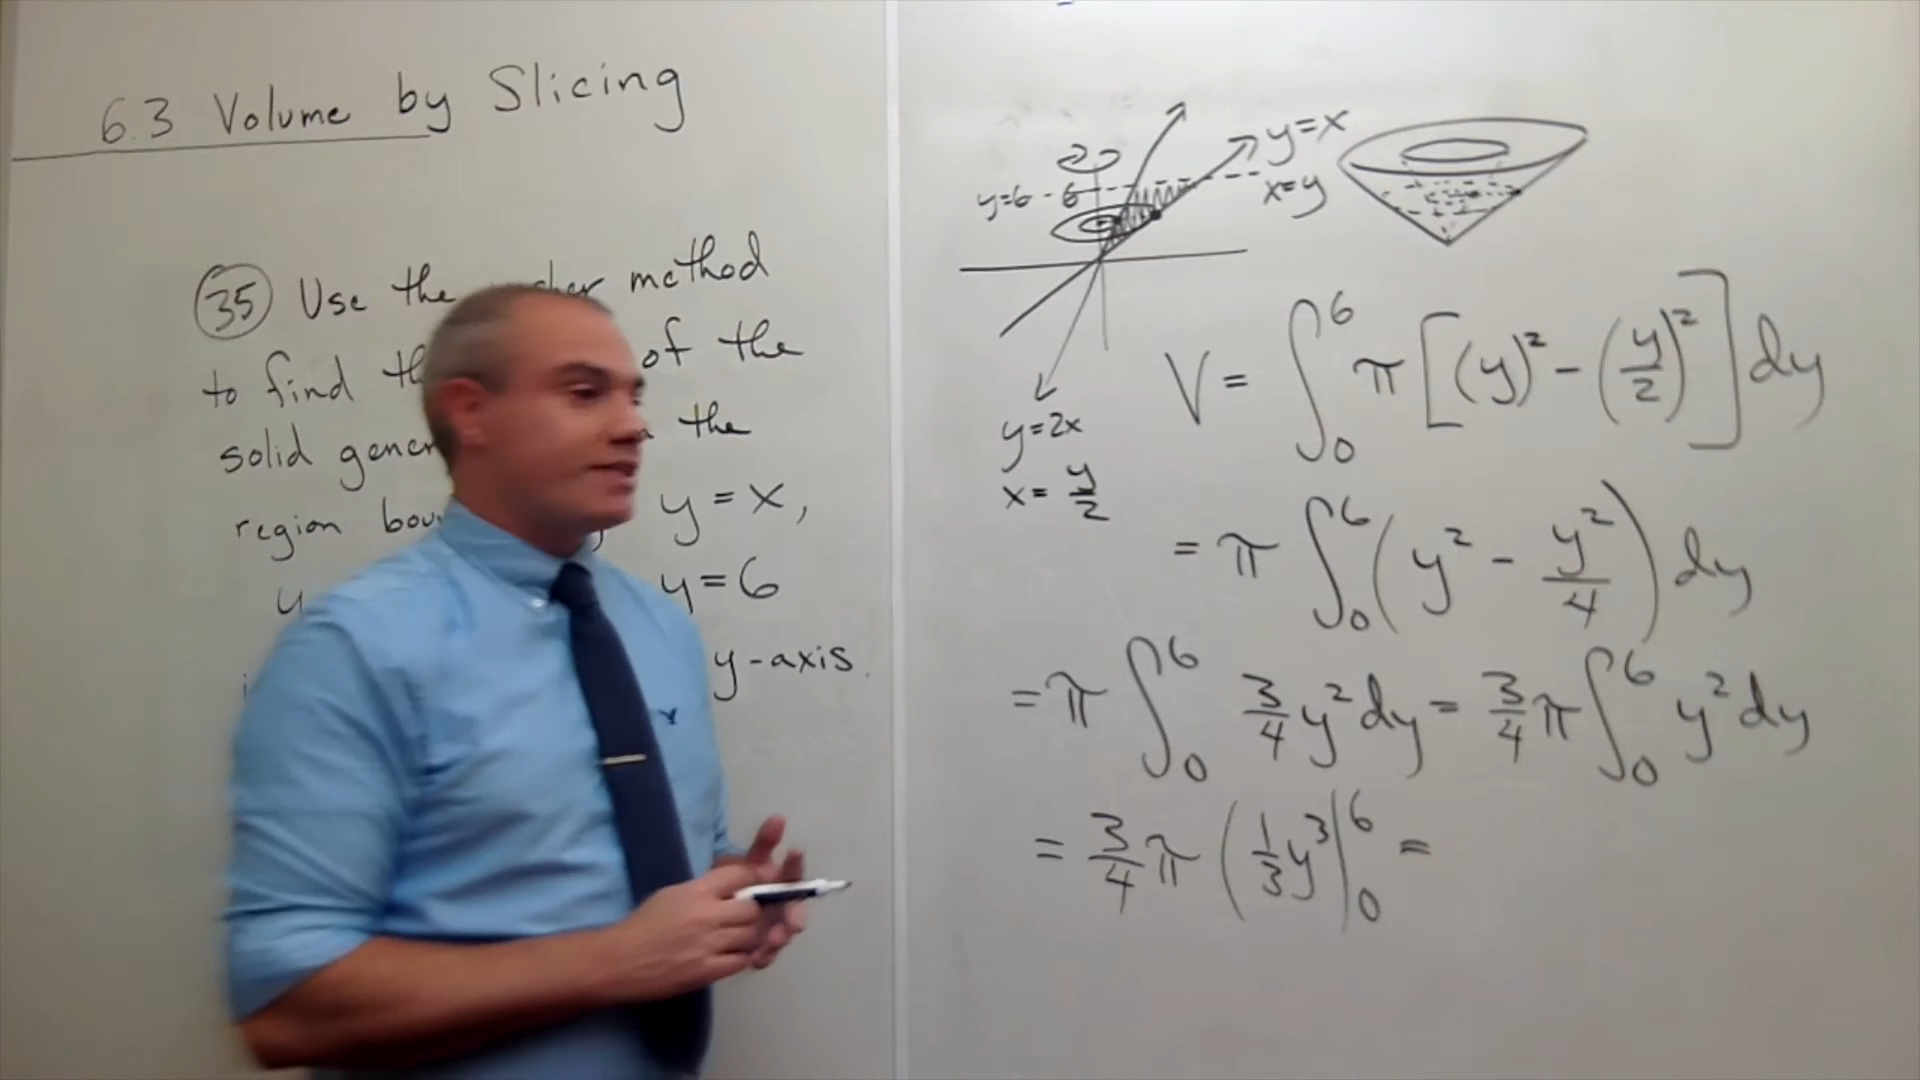 6.3 Volume by Slicing
35 Use the method
to find of the
solid the
region y = x,
y y = 6
y-axis.
y=x
x=y
y=6 - 6
y=2x
x = y/2
V = ∫₀⁶ π [(y)² - (y/2)²] dy
= π ∫₀⁶ (y² - y²/4) dy
= π ∫₀⁶ 3/4 y² dy = 3/4 π ∫₀⁶ y² dy
= 3/4 π (1/3 y³ |₀⁶ =